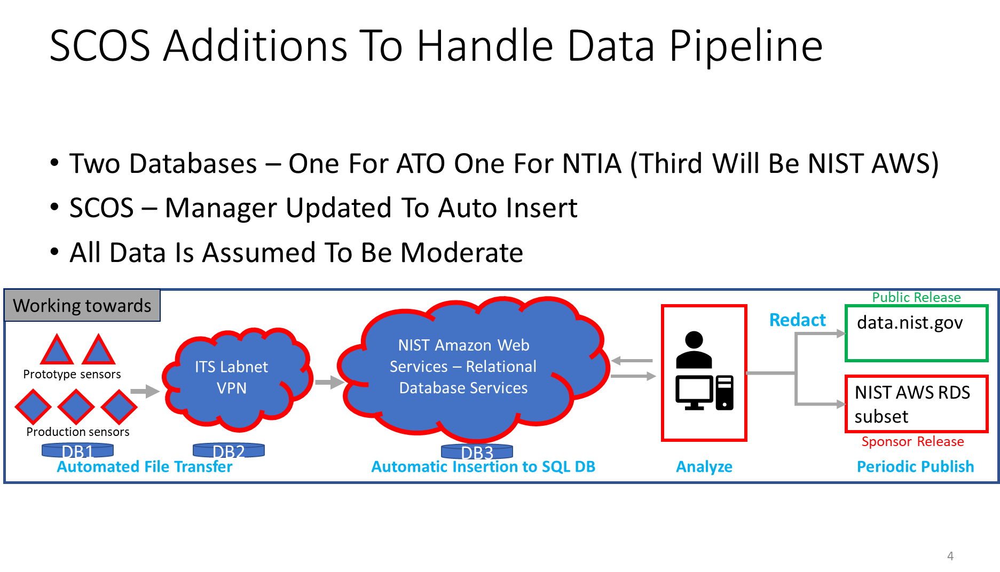 SCOS Additions To Handle Data Pipeline
• Two Databases – One For ATO One For NTIA (Third Will Be NIST AWS)
• SCOS – Manager Updated To Auto Insert
• All Data Is Assumed To Be Moderate
Working towards
Prototype sensors
Production sensors
DB1
Automated File Transfer
ITS Labnet
VPN
DB2
NIST Amazon Web
Services – Relational
Database Services
DB3
Automatic Insertion to SQL DB
Analyze
Redact
Public Release
data.nist.gov
NIST AWS RDS
subset
Sponsor Release
Periodic Publish
4